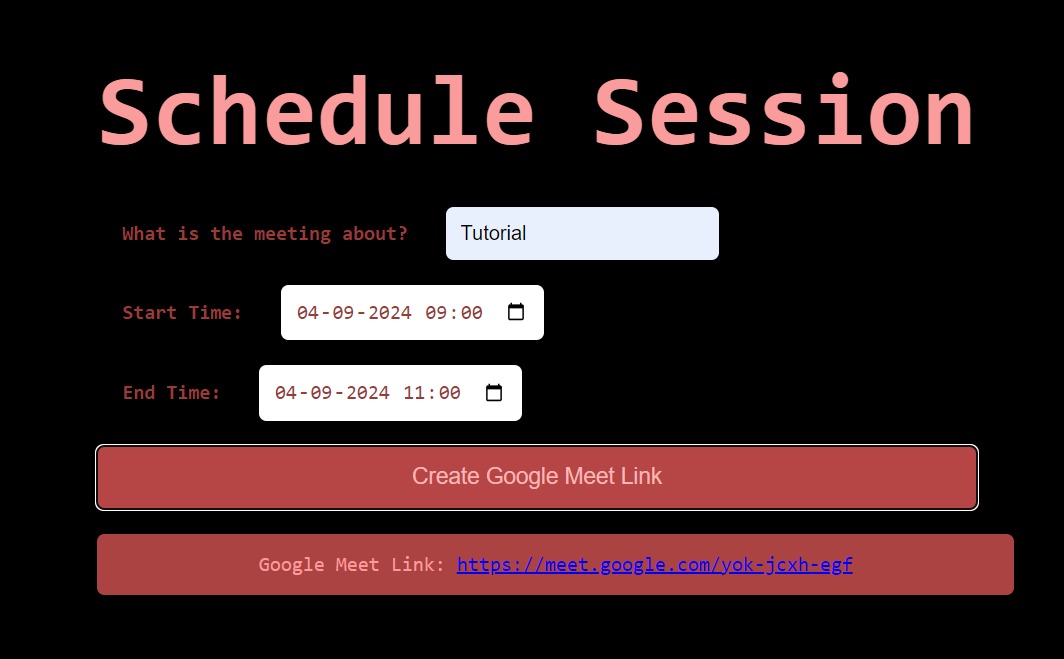 Schedule Session
What is the meeting about? Tutorial
Start Time: 04-09-2024 09:00
End Time: 04-09-2024 11:00
Create Google Meet Link
Google Meet Link: https://meet.google.com/yok-jcxh-egf